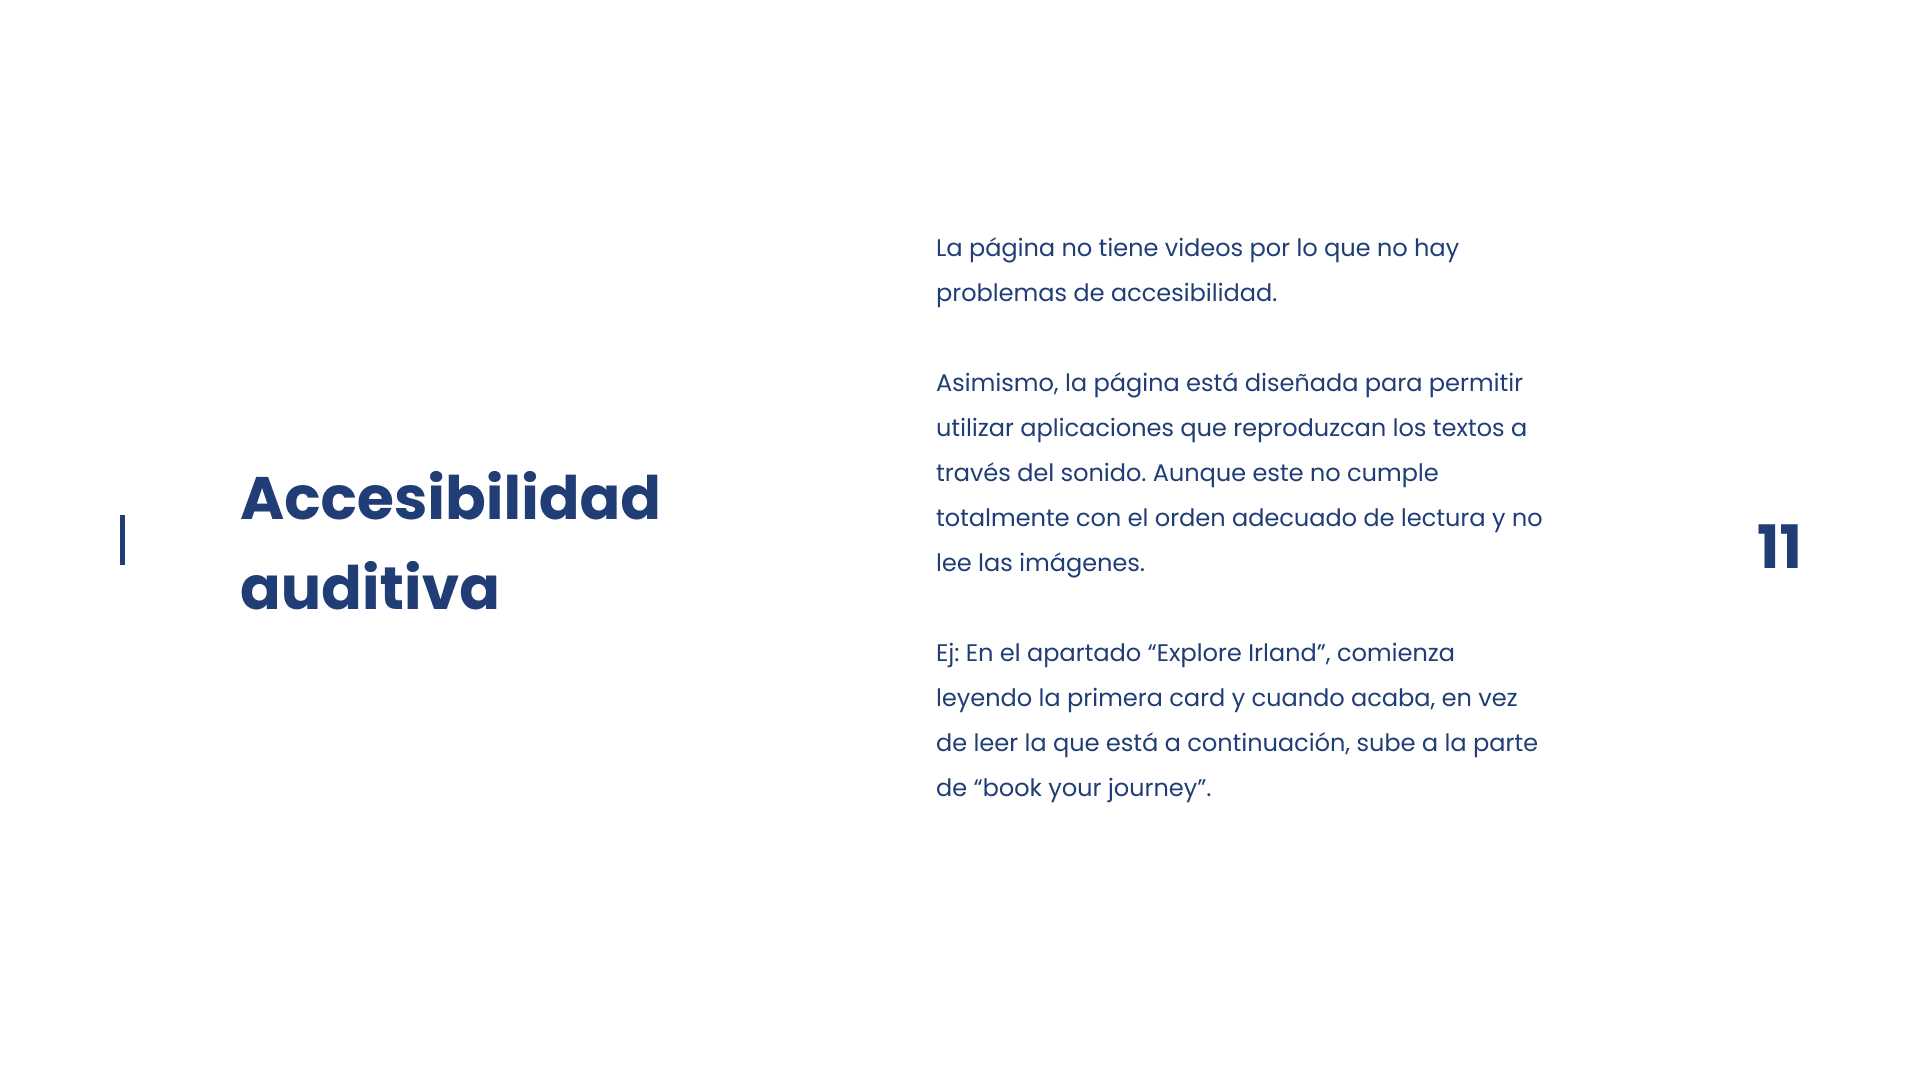 Accesibilidad
auditiva
La página no tiene videos por lo que no hay
problemas de accesibilidad.
Asimismo, la página está diseñada para permitir
utilizar aplicaciones que reproduzcan los textos a
través del sonido. Aunque este no cumple
totalmente con el orden adecuado de lectura y no
lee las imágenes.
Ej: En el apartado “Explore Irland”, comienza
leyendo la primera card y cuando acaba, en vez
de leer la que está a continuación, sube a la parte
de “book your journey”.
11